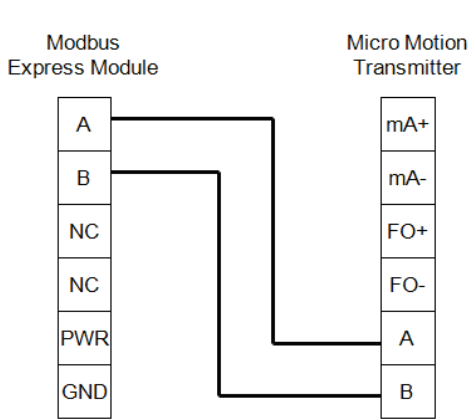 Modbus
Express Module
Micro Motion
Transmitter
A
B
NC
NC
PWR
GND
mA+
mA-
FO+
FO-
A
B